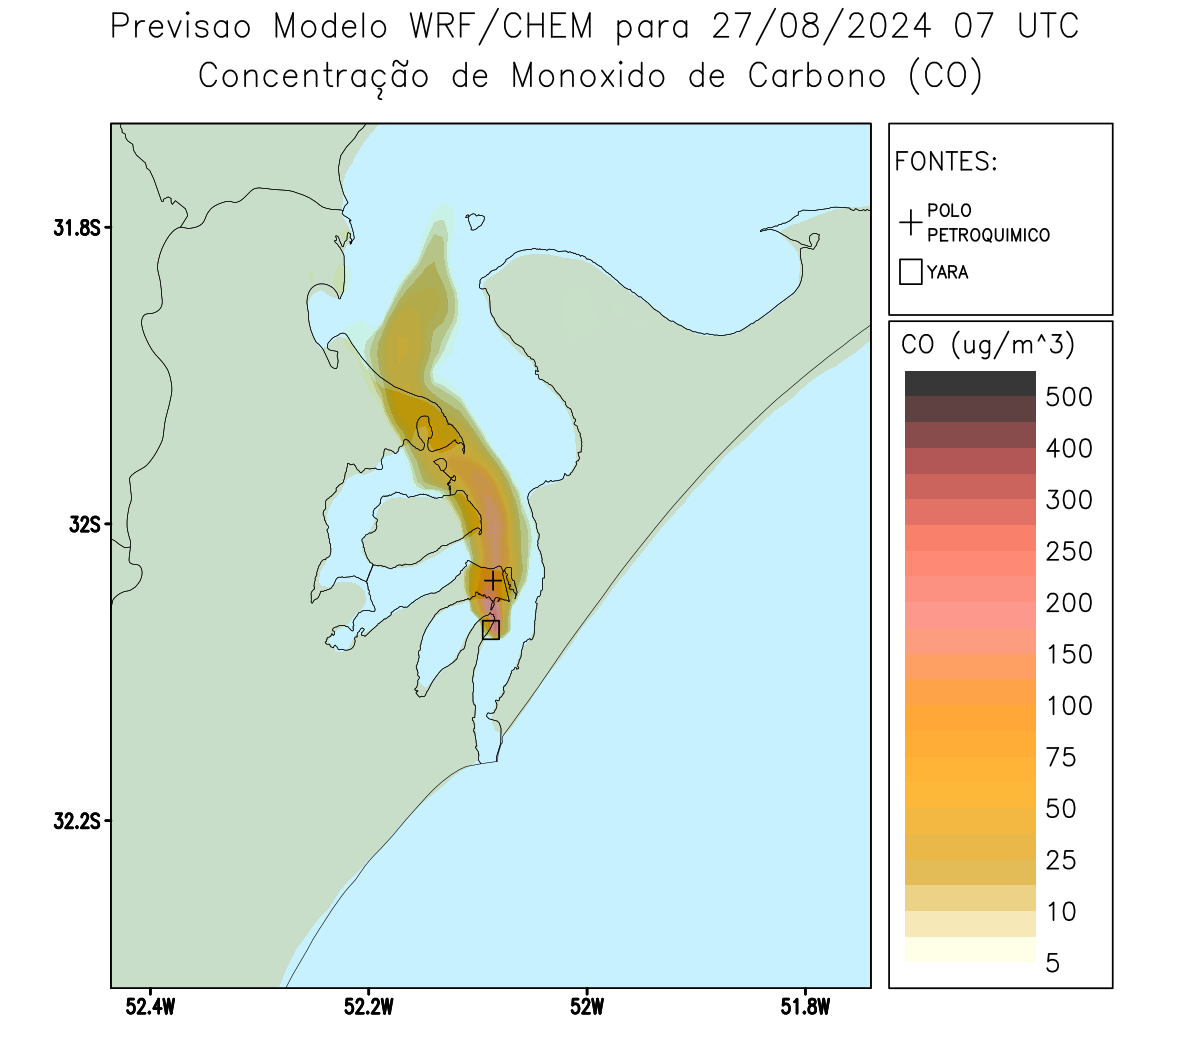 Previsao Modelo WRF/CHEM para 27/08/2024 07 UTC
Concentração de Monoxido de Carbono (CO)
FONTES:
POLO
PETROQUIMICO
YARA
CO (ug/m^3)
500
400
300
250
200
150
100
75
50
25
10
5
31.8S
32S
32.2S
52.4W
52.2W
52W
51.8W